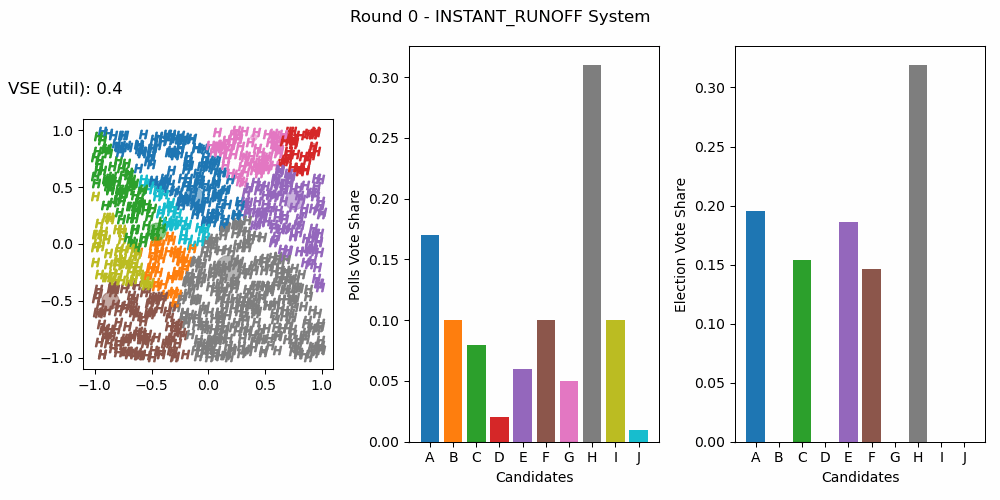 Round 0 - INSTANT_RUNOFF System
VSE (util): 0.4
1.0
0.5
0.0
−0.5
−1.0
−1.0 −0.5 0.0 0.5 1.0
Polls Vote Share
0.30
0.25
0.20
0.15
0.10
0.05
0.00
A B C D E F G H I J
Candidates
Election Vote Share
0.30
0.25
0.20
0.15
0.10
0.05
0.00
A B C D E F G H I J
Candidates